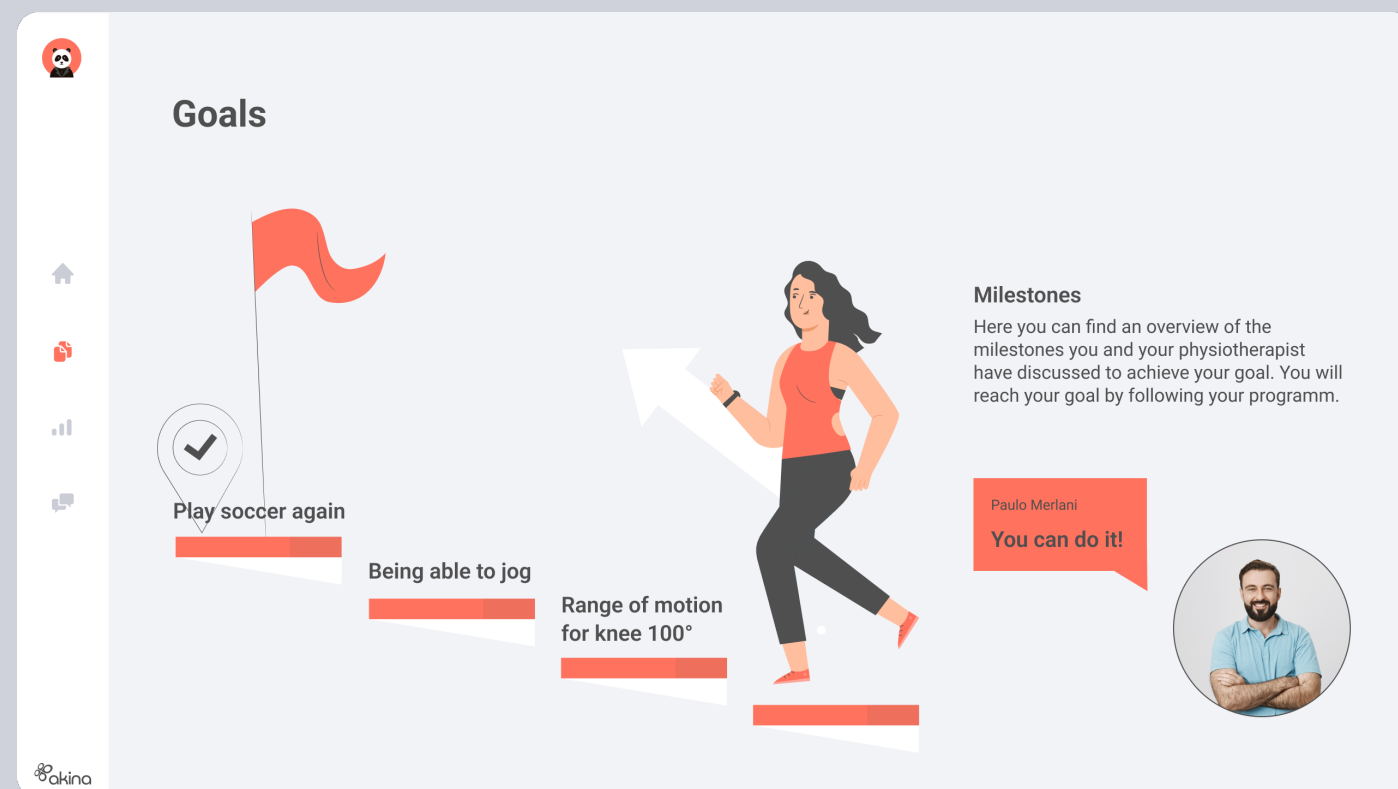 Goals
Milestones
Here you can find an overview of the
milestones you and your physiotherapist
have discussed to achieve your goal. You will
reach your goal by following your programm.
Play soccer again
Being able to jog
Range of motion
for knee 100°
Paulo Merlani
You can do it!
akina